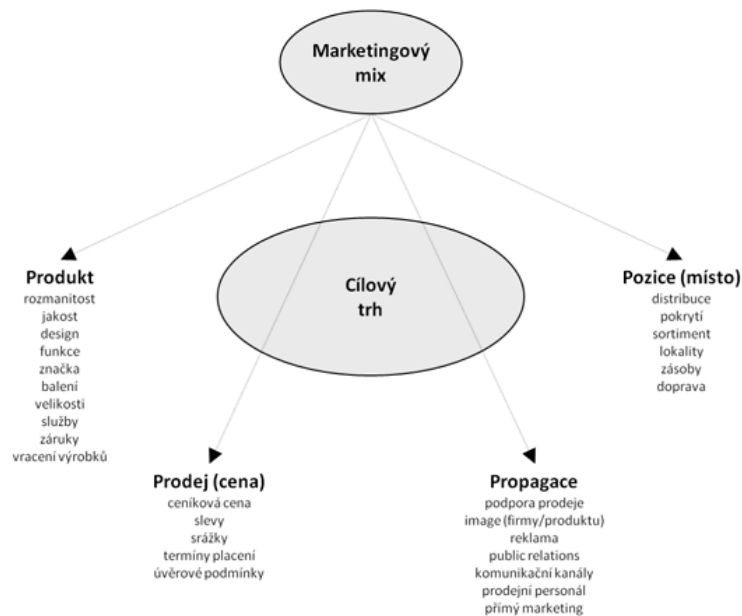 Marketingový
mix
Cílový
trh
Produkt
rozmanitost
jakost
design
funkce
značka
balení
velikosti
služby
záruky
vracení výrobků
Prodej (cena)
ceníková cena
slevy
srážky
termíny placení
úvěrové podmínky
Propagace
podpora prodeje
image (firmy/produktu)
reklama
public relations
komunikační kanály
prodejní personál
přímý marketing
Pozice (místo)
distribuce
pokrytí
sortiment
lokality
zásoby
doprava